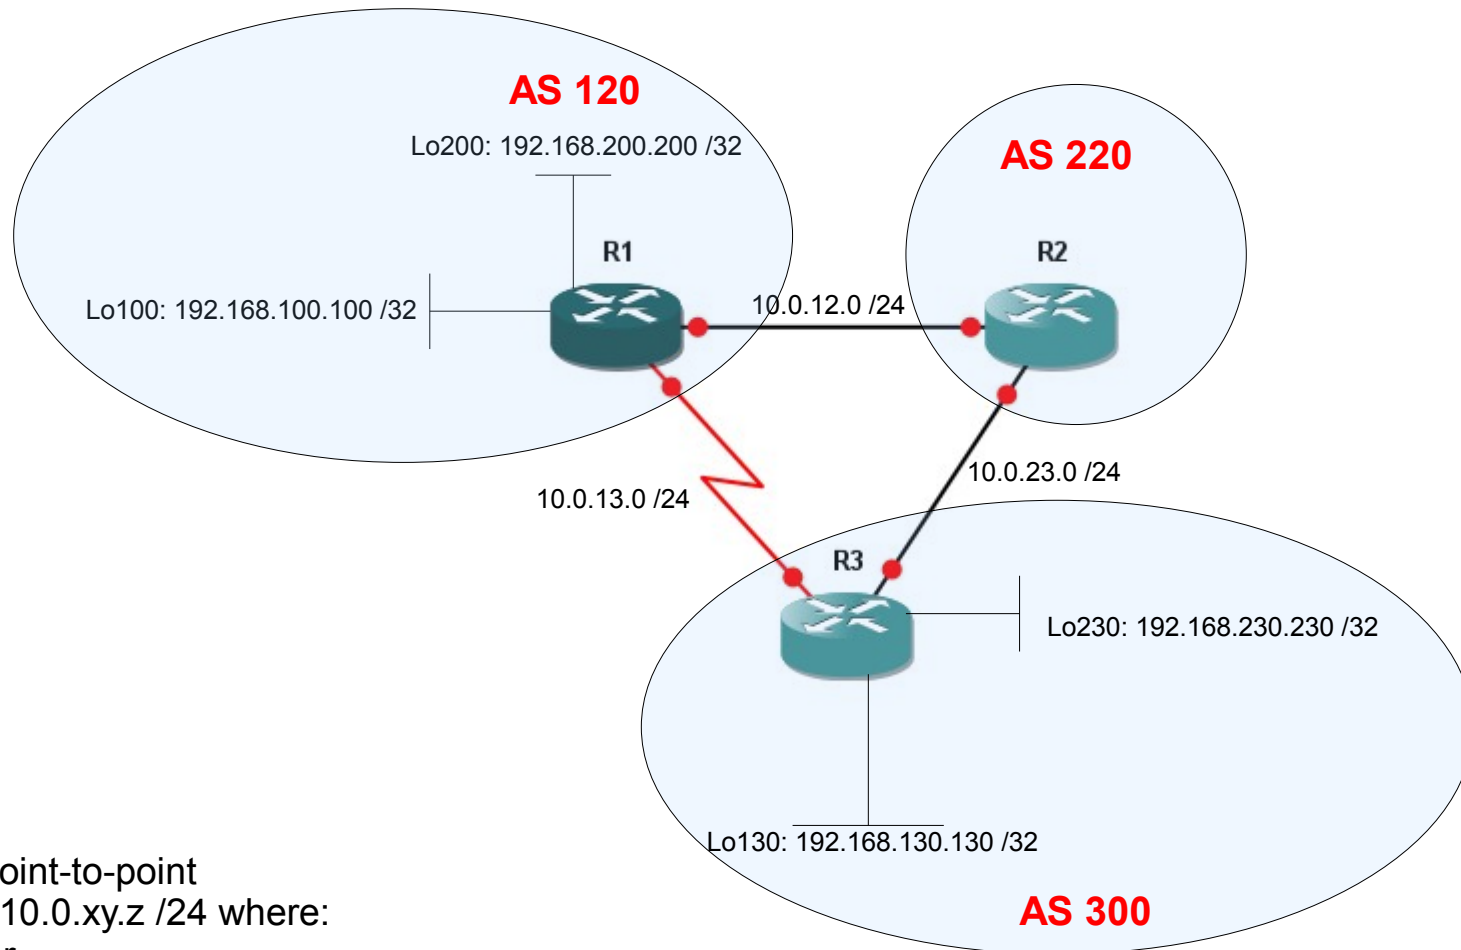 AS 120
Lo200: 192.168.200.200 /32
AS 220
R1
R2
Lo100: 192.168.100.100 /32
10.0.12.0 /24
10.0.13.0 /24
10.0.23.0 /24
R3
Lo230: 192.168.230.230 /32
Lo130: 192.168.130.130 /32
oint-to-point
10.0.xy.z /24 where:
AS 300